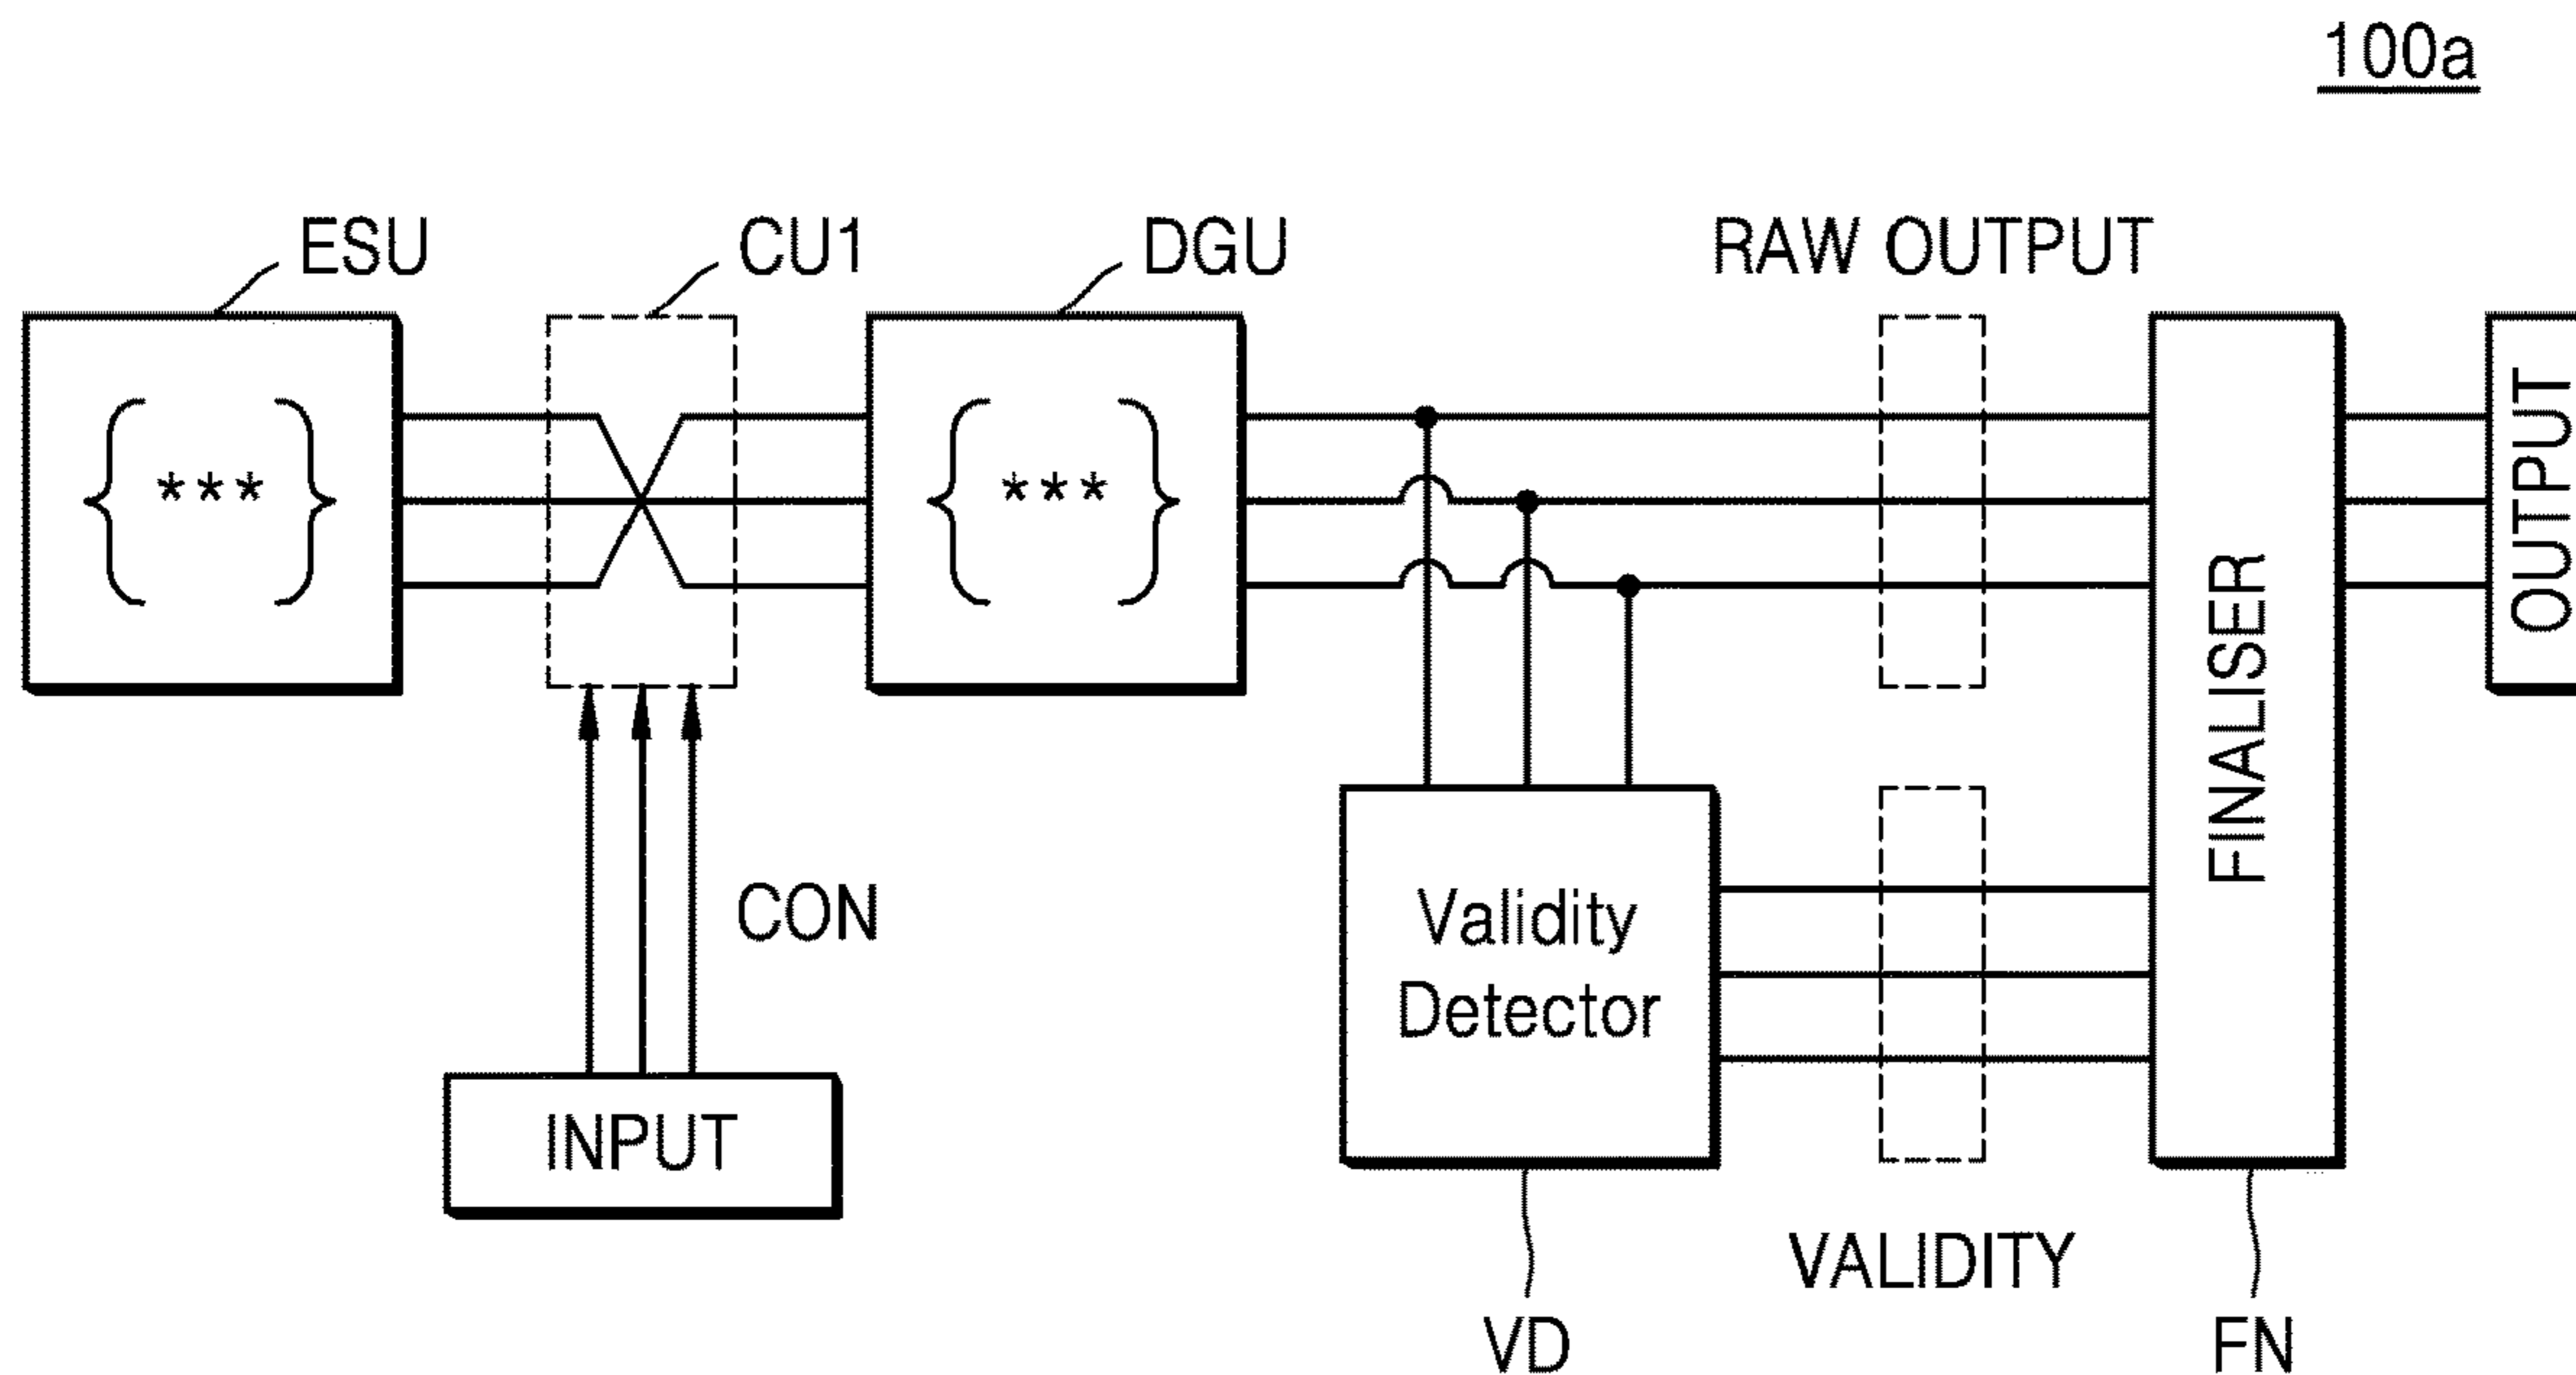 100a
ESU
CU1
DGU
RAW OUTPUT
{ *** }
{ *** }
OUTPUT
FINALISER
CON
Validity
Detector
INPUT
VALIDITY
VD
FN